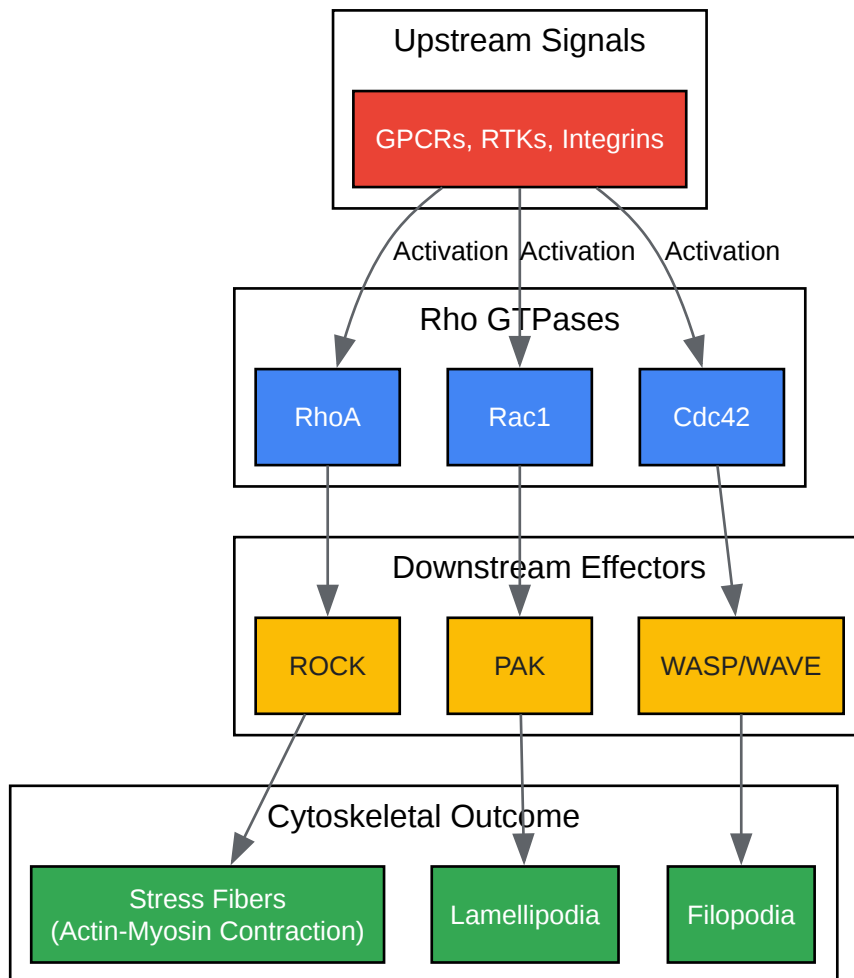 Upstream Signals
GPCRs, RTKs, Integrins
Activation
Activation
Activation
Rho GTPases
RhoA
Rac1
Cdc42
Downstream Effectors
ROCK
PAK
WASP/WAVE
Cytoskeletal Outcome
Stress Fibers
(Actin-Myosin Contraction)
Lamellipodia
Filopodia